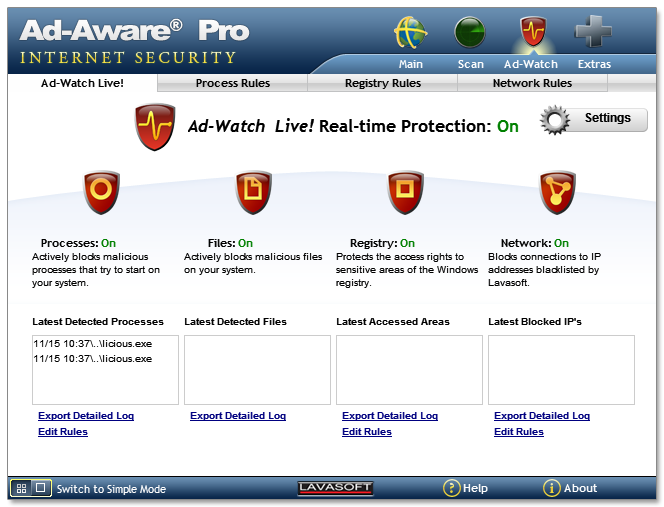 Ad-Aware® Pro
INTERNET SECURITY
Main Scan Ad-Watch Extras
Ad-Watch Live! Process Rules Registry Rules Network Rules
Ad-Watch Live! Real-time Protection: On
Settings
Processes: On
Actively blocks malicious
processes that try to start on
your system.
Files: On
Actively blocks malicious files
on your system.
Registry: On
Protects the access rights to
sensitive areas of the Windows
registry.
Network: On
Blocks connections to IP
addresses blacklisted by
Lavasoft.
Latest Detected Processes
11/15 10:37\..\licious.exe
11/15 10:37\..\licious.exe
Export Detailed Log
Edit Rules
Latest Detected Files
Export Detailed Log
Latest Accessed Areas
Export Detailed Log
Edit Rules
Latest Blocked IP's
Export Detailed Log
Edit Rules
Switch to Simple Mode
LAVASOFT
? Help
i About